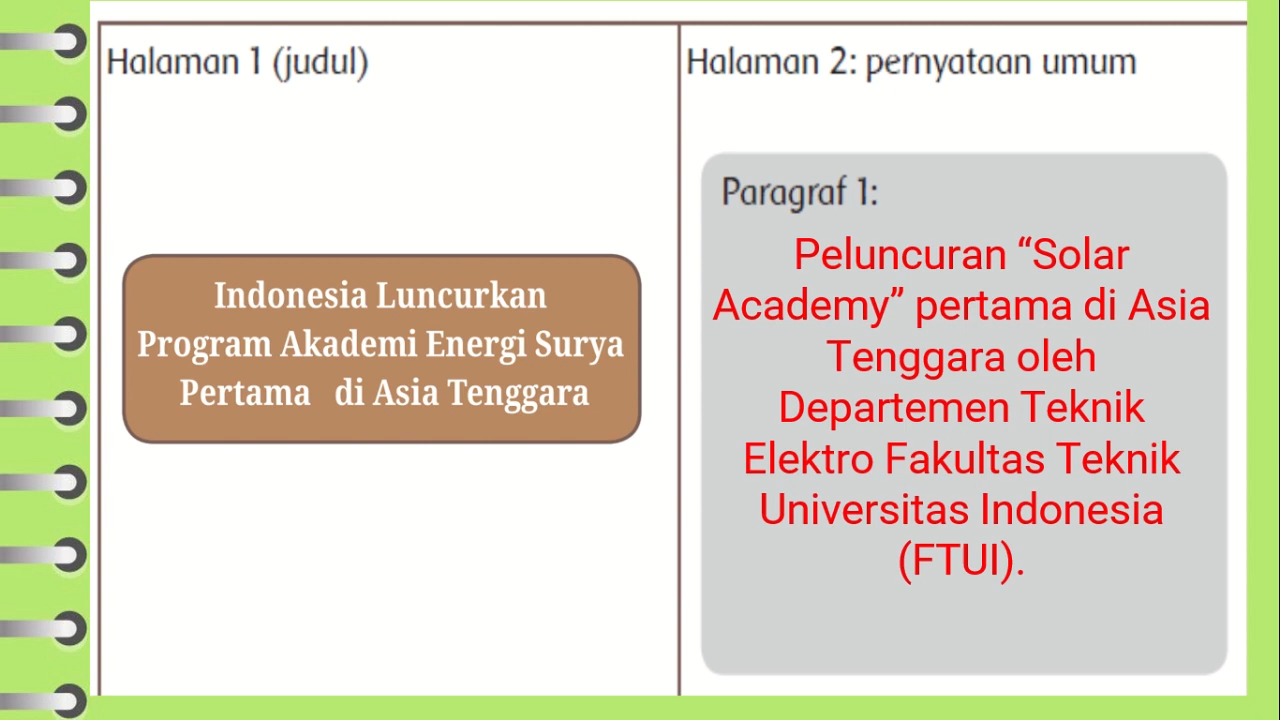 Halaman 1 (judul)
Indonesia Luncurkan
Program Akademi Energi Surya
Pertama di Asia Tenggara
Halaman 2: pernyataan umum
Paragraf 1:
Peluncuran “Solar
Academy” pertama di Asia
Tenggara oleh
Departemen Teknik
Elektro Fakultas Teknik
Universitas Indonesia
(FTUI).